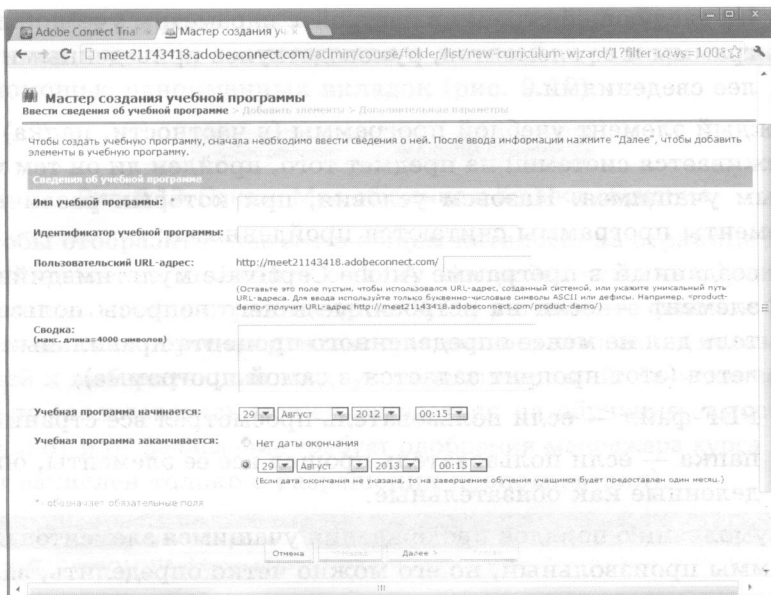 Adobe Connect Trial
Мастер создания уч
meet21143418.adobeconnect.com/admin/course/folder/list/new-curriculum-wizard/1?filter-rows=100&
Мастер создания учебной программы
Ввести сведения об учебной программе > Добавить элементы > Дополнительные параметры
Чтобы создать учебную программу, сначала необходимо ввести сведения о ней. После ввода информации нажмите "Далее", чтобы добавить
элементы в учебную программу.
Сведения об учебной программе
Имя учебной программы:
Идентификатор учебной программы:
Пользовательский URL-адрес: http://meet21143418.adobeconnect.com/
(Оставьте это поле пустым, чтобы использовался URL-адрес, созданный системой, или укажите уникальный путь
URL-адреса. Для ввода используйте только буквенно-числовые символы ASCII или дефисы. Например, "product-
demo" получит URL-адрес http://meet21143418.adobeconnect.com/product-demo/)
Сводка:
(макс. длина=4000 символов)
Учебная программа начинается: 29 Август 2012 00:15
Учебная программа заканчивается: Нет даты окончания
29 Август 2013 00:15
(Если дата окончания не указана, то на завершение обучения учащимся будет предоставлен один месяц.)
* - обозначает обязательные поля
Отмена Далее >